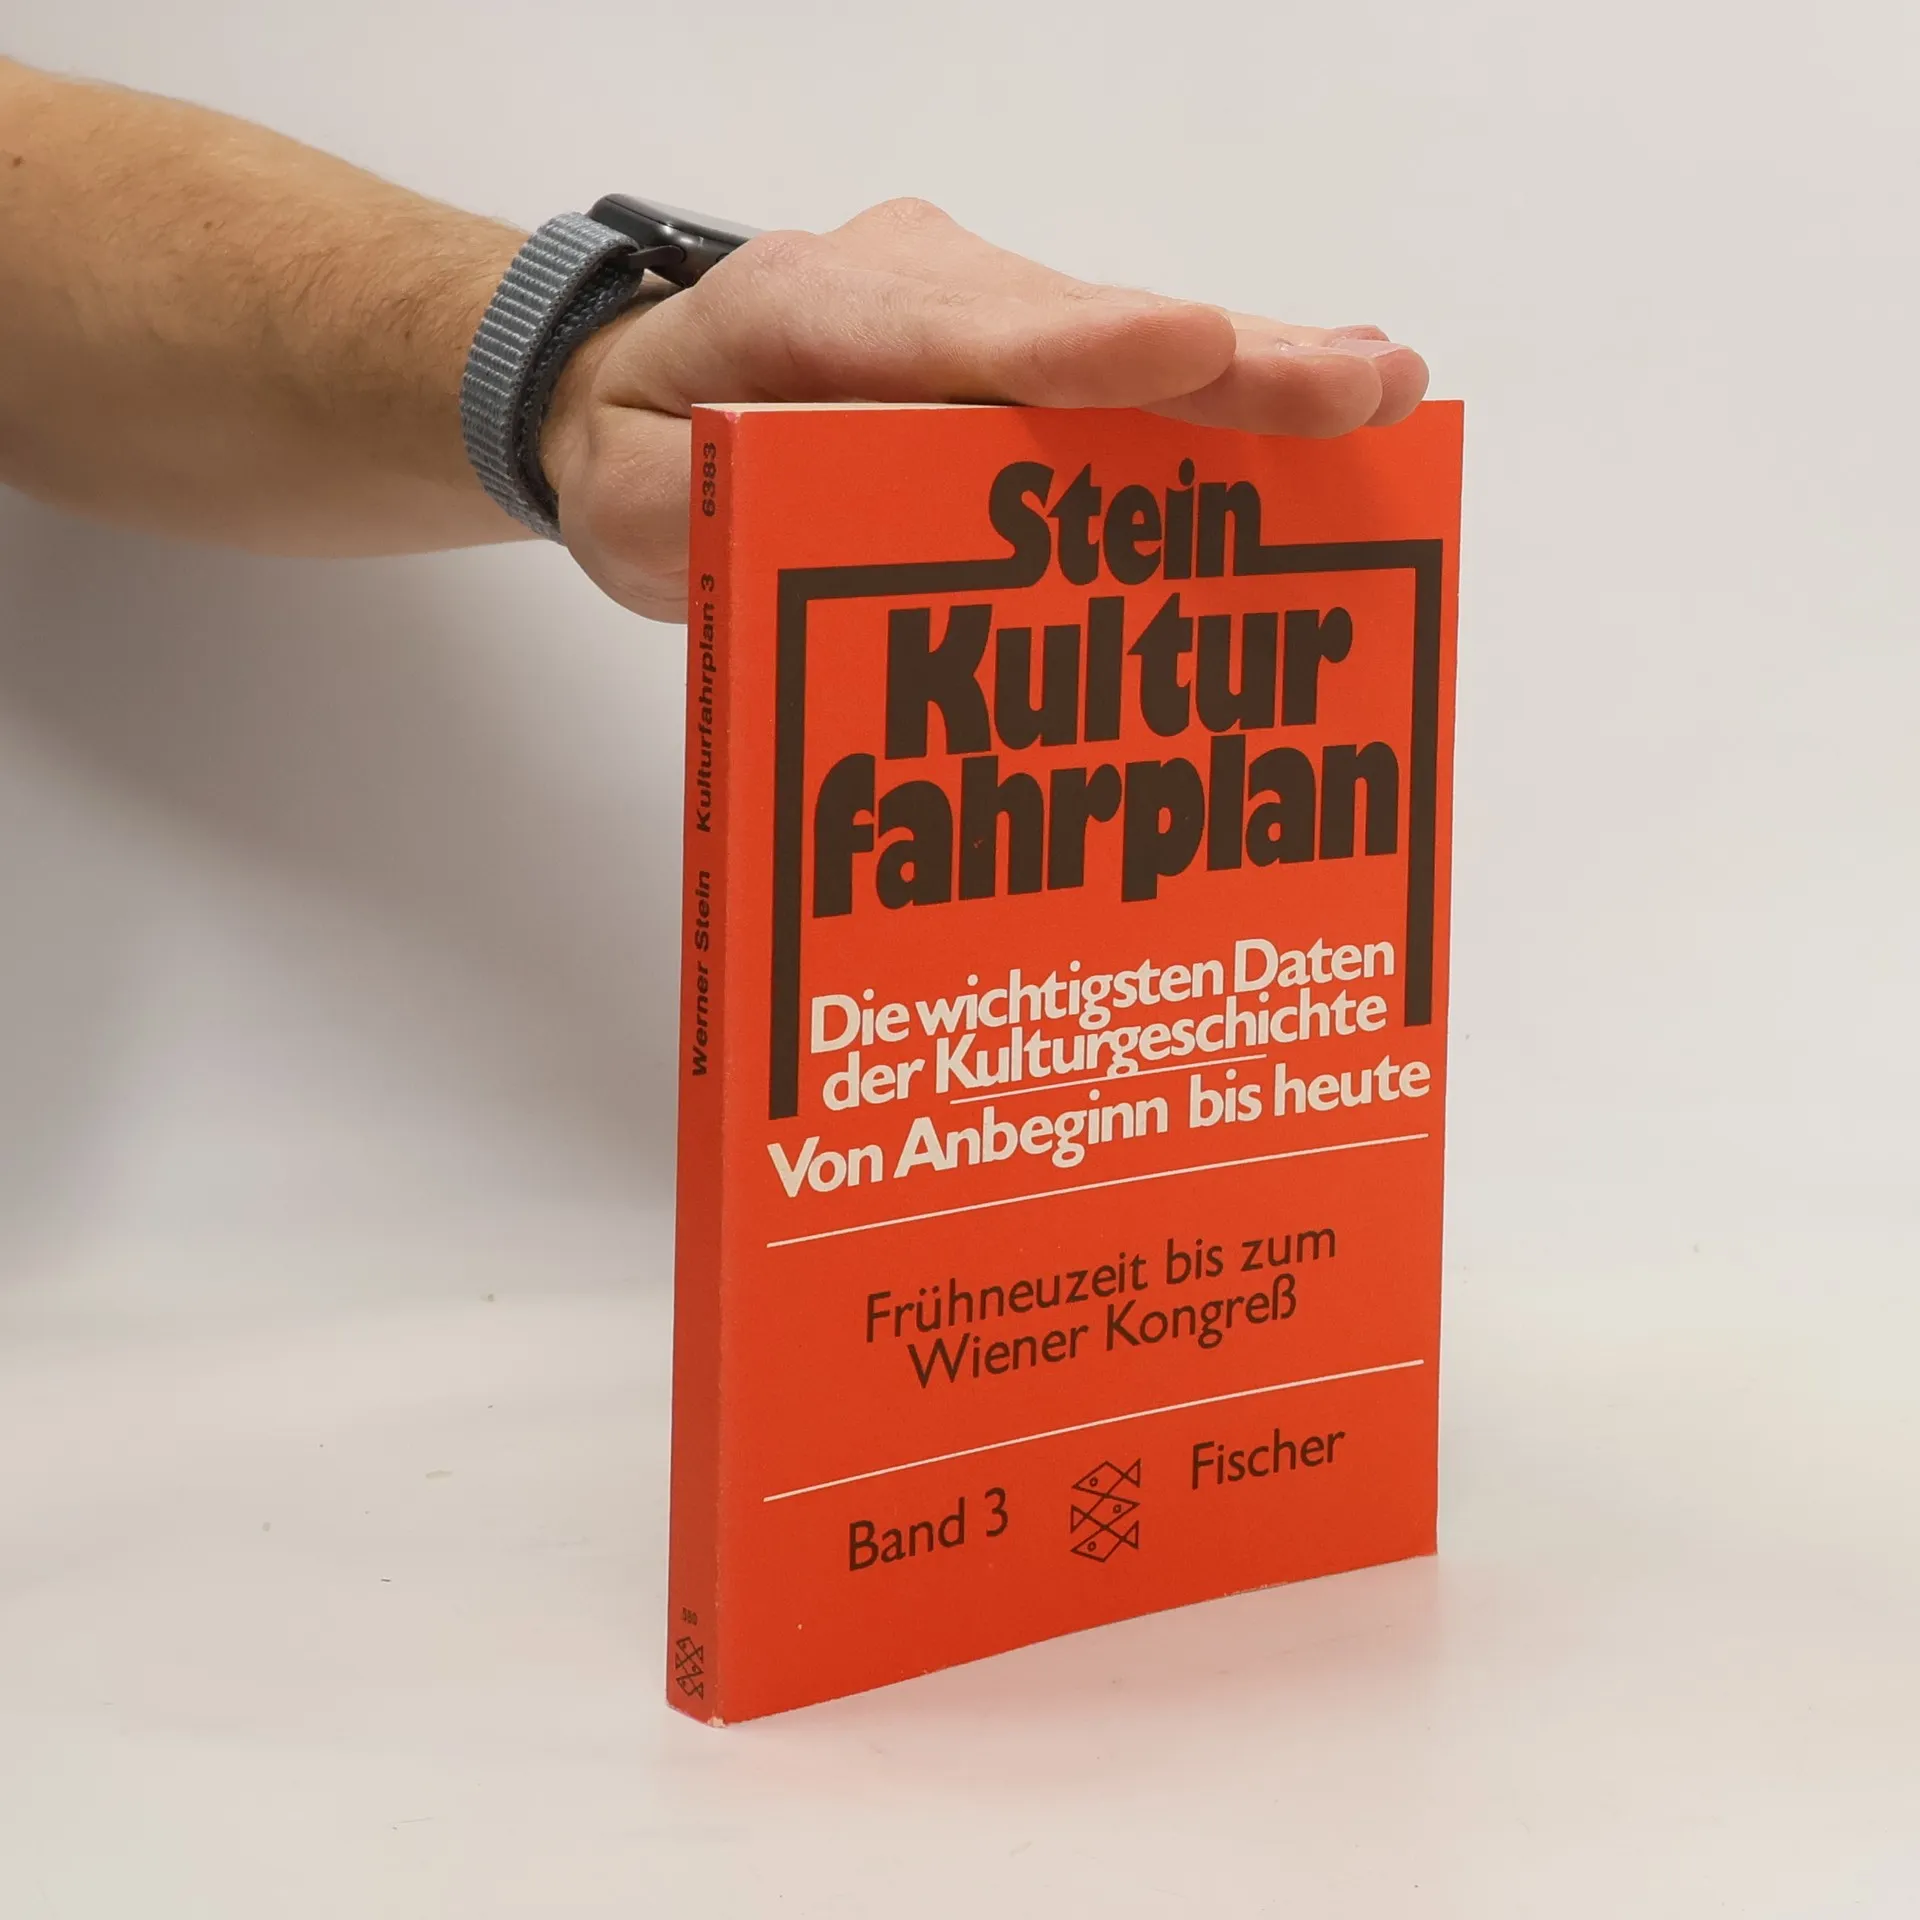 Stein
Kultur
fahrplan
Die wichtigsten Daten
der Kulturgeschichte
Von Anbeginn bis heute
Frühneuzeit bis zum
Wiener Kongreß
Band 3
Fischer
Werner Stein Kulturfahrplan 3 6383
580